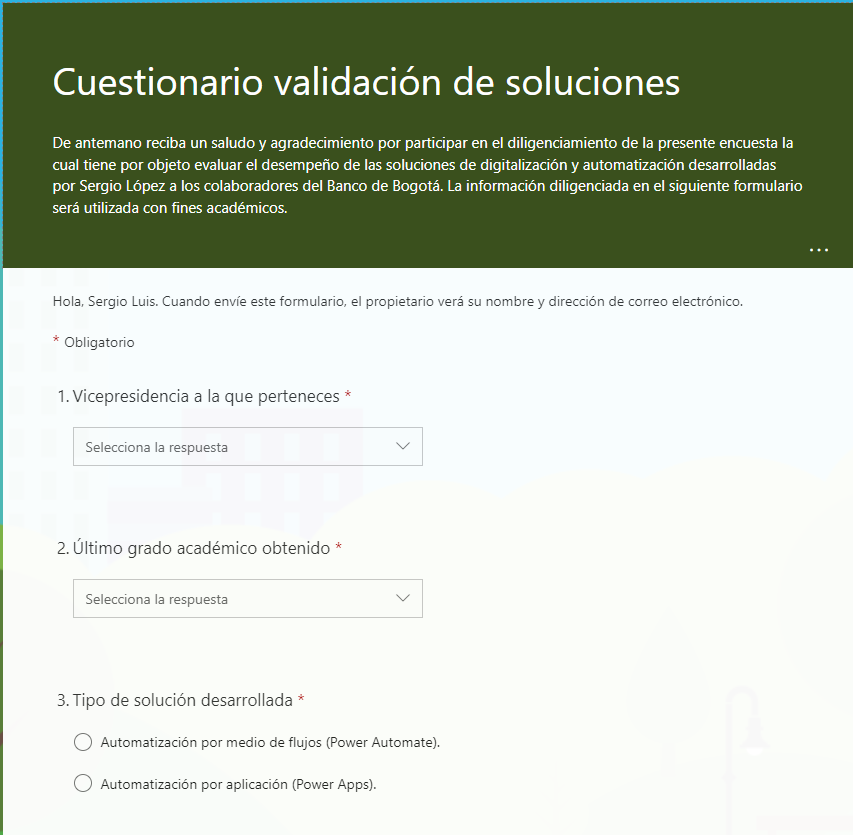 Cuestionario validación de soluciones
De antemano reciba un saludo y agradecimiento por participar en el diligenciamiento de la presente encuesta la
cual tiene por objeto evaluar el desempeño de las soluciones de digitalización y automatización desarrolladas
por Sergio López a los colaboradores del Banco de Bogotá. La información diligenciada en el siguiente formulario
será utilizada con fines académicos.
...
Hola, Sergio Luis. Cuando envíe este formulario, el propietario verá su nombre y dirección de correo electrónico.
* Obligatorio
1. Vicepresidencia a la que perteneces *
Selecciona la respuesta
2. Último grado académico obtenido *
Selecciona la respuesta
3. Tipo de solución desarrollada *
Automatización por medio de flujos (Power Automate).
Automatización por aplicación (Power Apps).